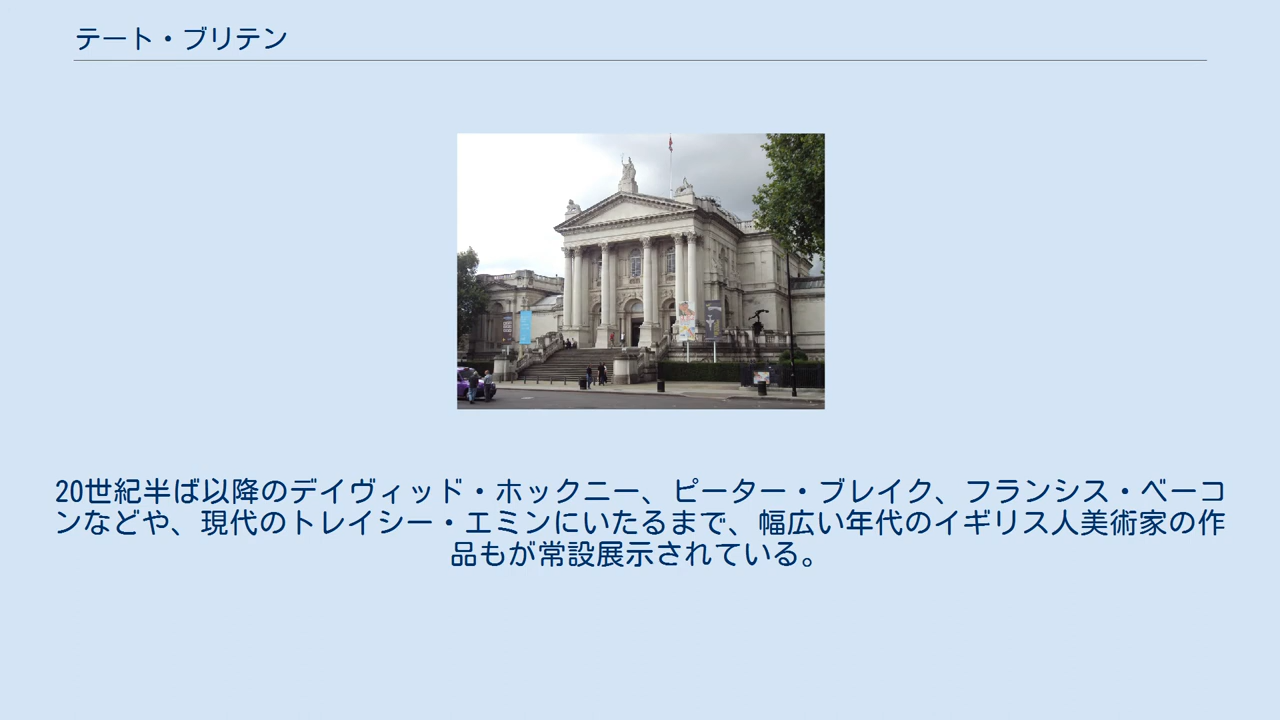 テート・ブリテン
20世紀半ば以降のデイヴィッド・ホックニー、ピーター・ブレイク、フランシス・ベーコ
ンなどや、現代のトレイシー・エミンにいたるまで、幅広い年代のイギリス人美術家の作
品もが常設展示されている。